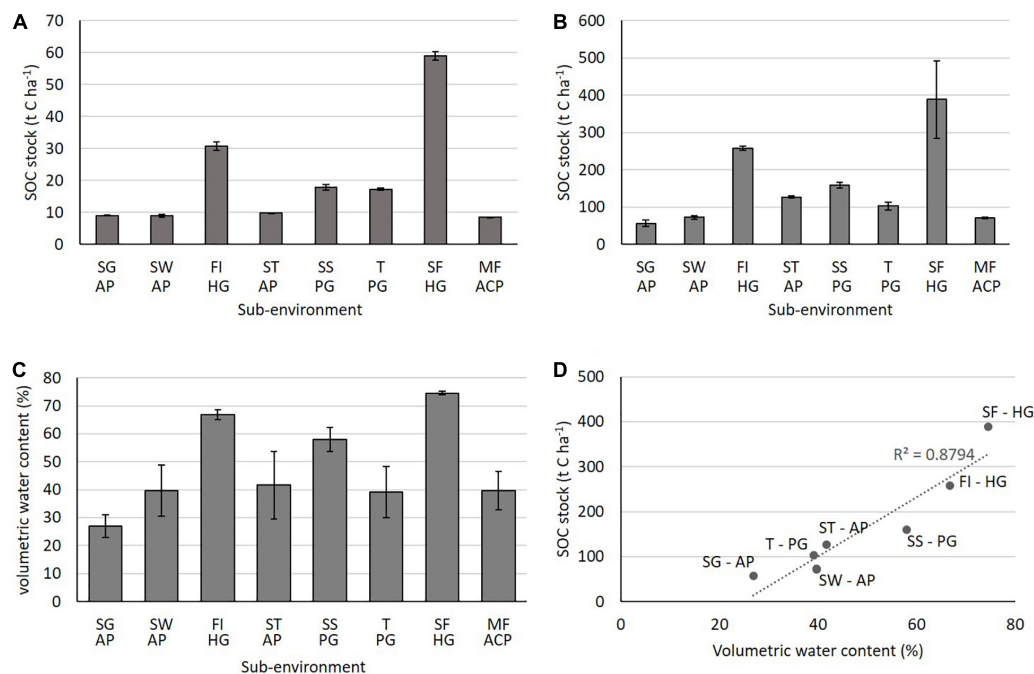 A
SOC stock (t C ha⁻¹)
70
60
50
40
30
20
10
0
SG SW FI ST SS T SF MF
AP AP HG AP PG PG HG ACP
Sub-environment
B
SOC stock (t C ha⁻¹)
600
500
400
300
200
100
0
SG SW FI ST SS T SF MF
AP AP HG AP PG PG HG ACP
Sub-environment
C
volumetric water content (%)
80
70
60
50
40
30
20
10
0
SG SW FI ST SS T SF MF
AP AP HG AP PG PG HG ACP
Sub-environment
D
SOC stock (t C ha⁻¹)
500
400
300
200
100
0
SF - HG
R² = 0.8794
FI - HG
ST - AP
SS - PG
T - PG
SG - AP
SW - AP
0 20 40 60 80
Volumetric water content (%)